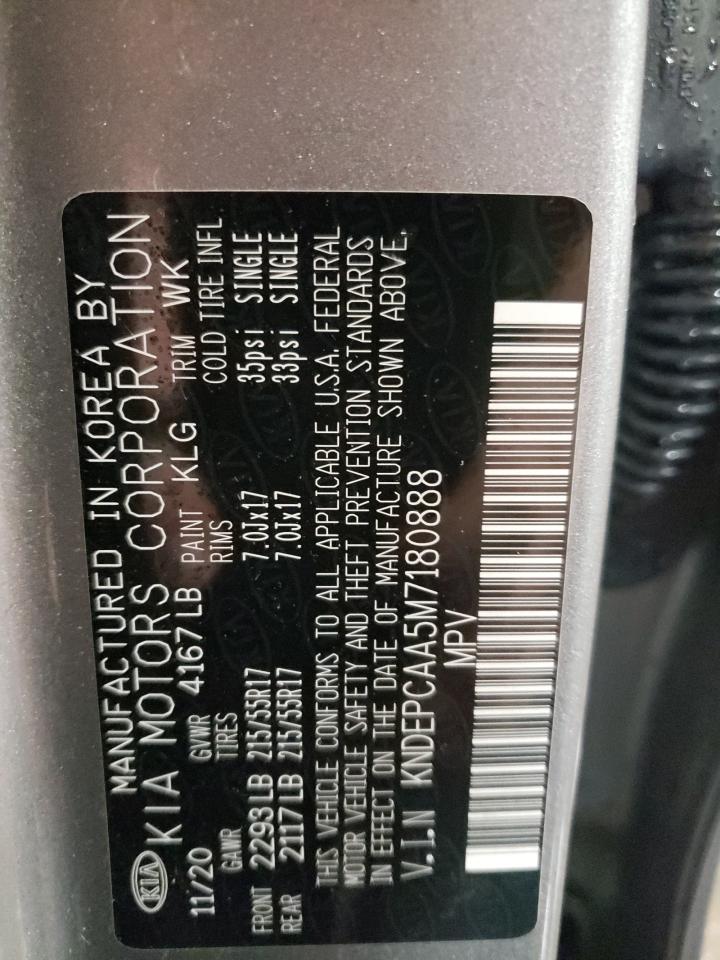 MANUFACTURED IN KOREA BY
KIA KIA MOTORS CORPORATION
11/20 GVWR 4167LB PAINT KLG TRIM WK
GAWR TIRES RIMS COLD TIRE INFL
FRONT 2293LB 215/55R17 7.0Jx17 35psi SINGLE
REAR 2117LB 215/55R17 7.0Jx17 33psi SINGLE
THIS VEHICLE CONFORMS TO ALL APPLICABLE U.S.A. FEDERAL
MOTOR VEHICLE SAFETY AND THEFT PREVENTION STANDARDS
IN EFFECT ON THE DATE OF MANUFACTURE SHOWN ABOVE.
V.I.N KNDEPCAA5M7180888
MPV